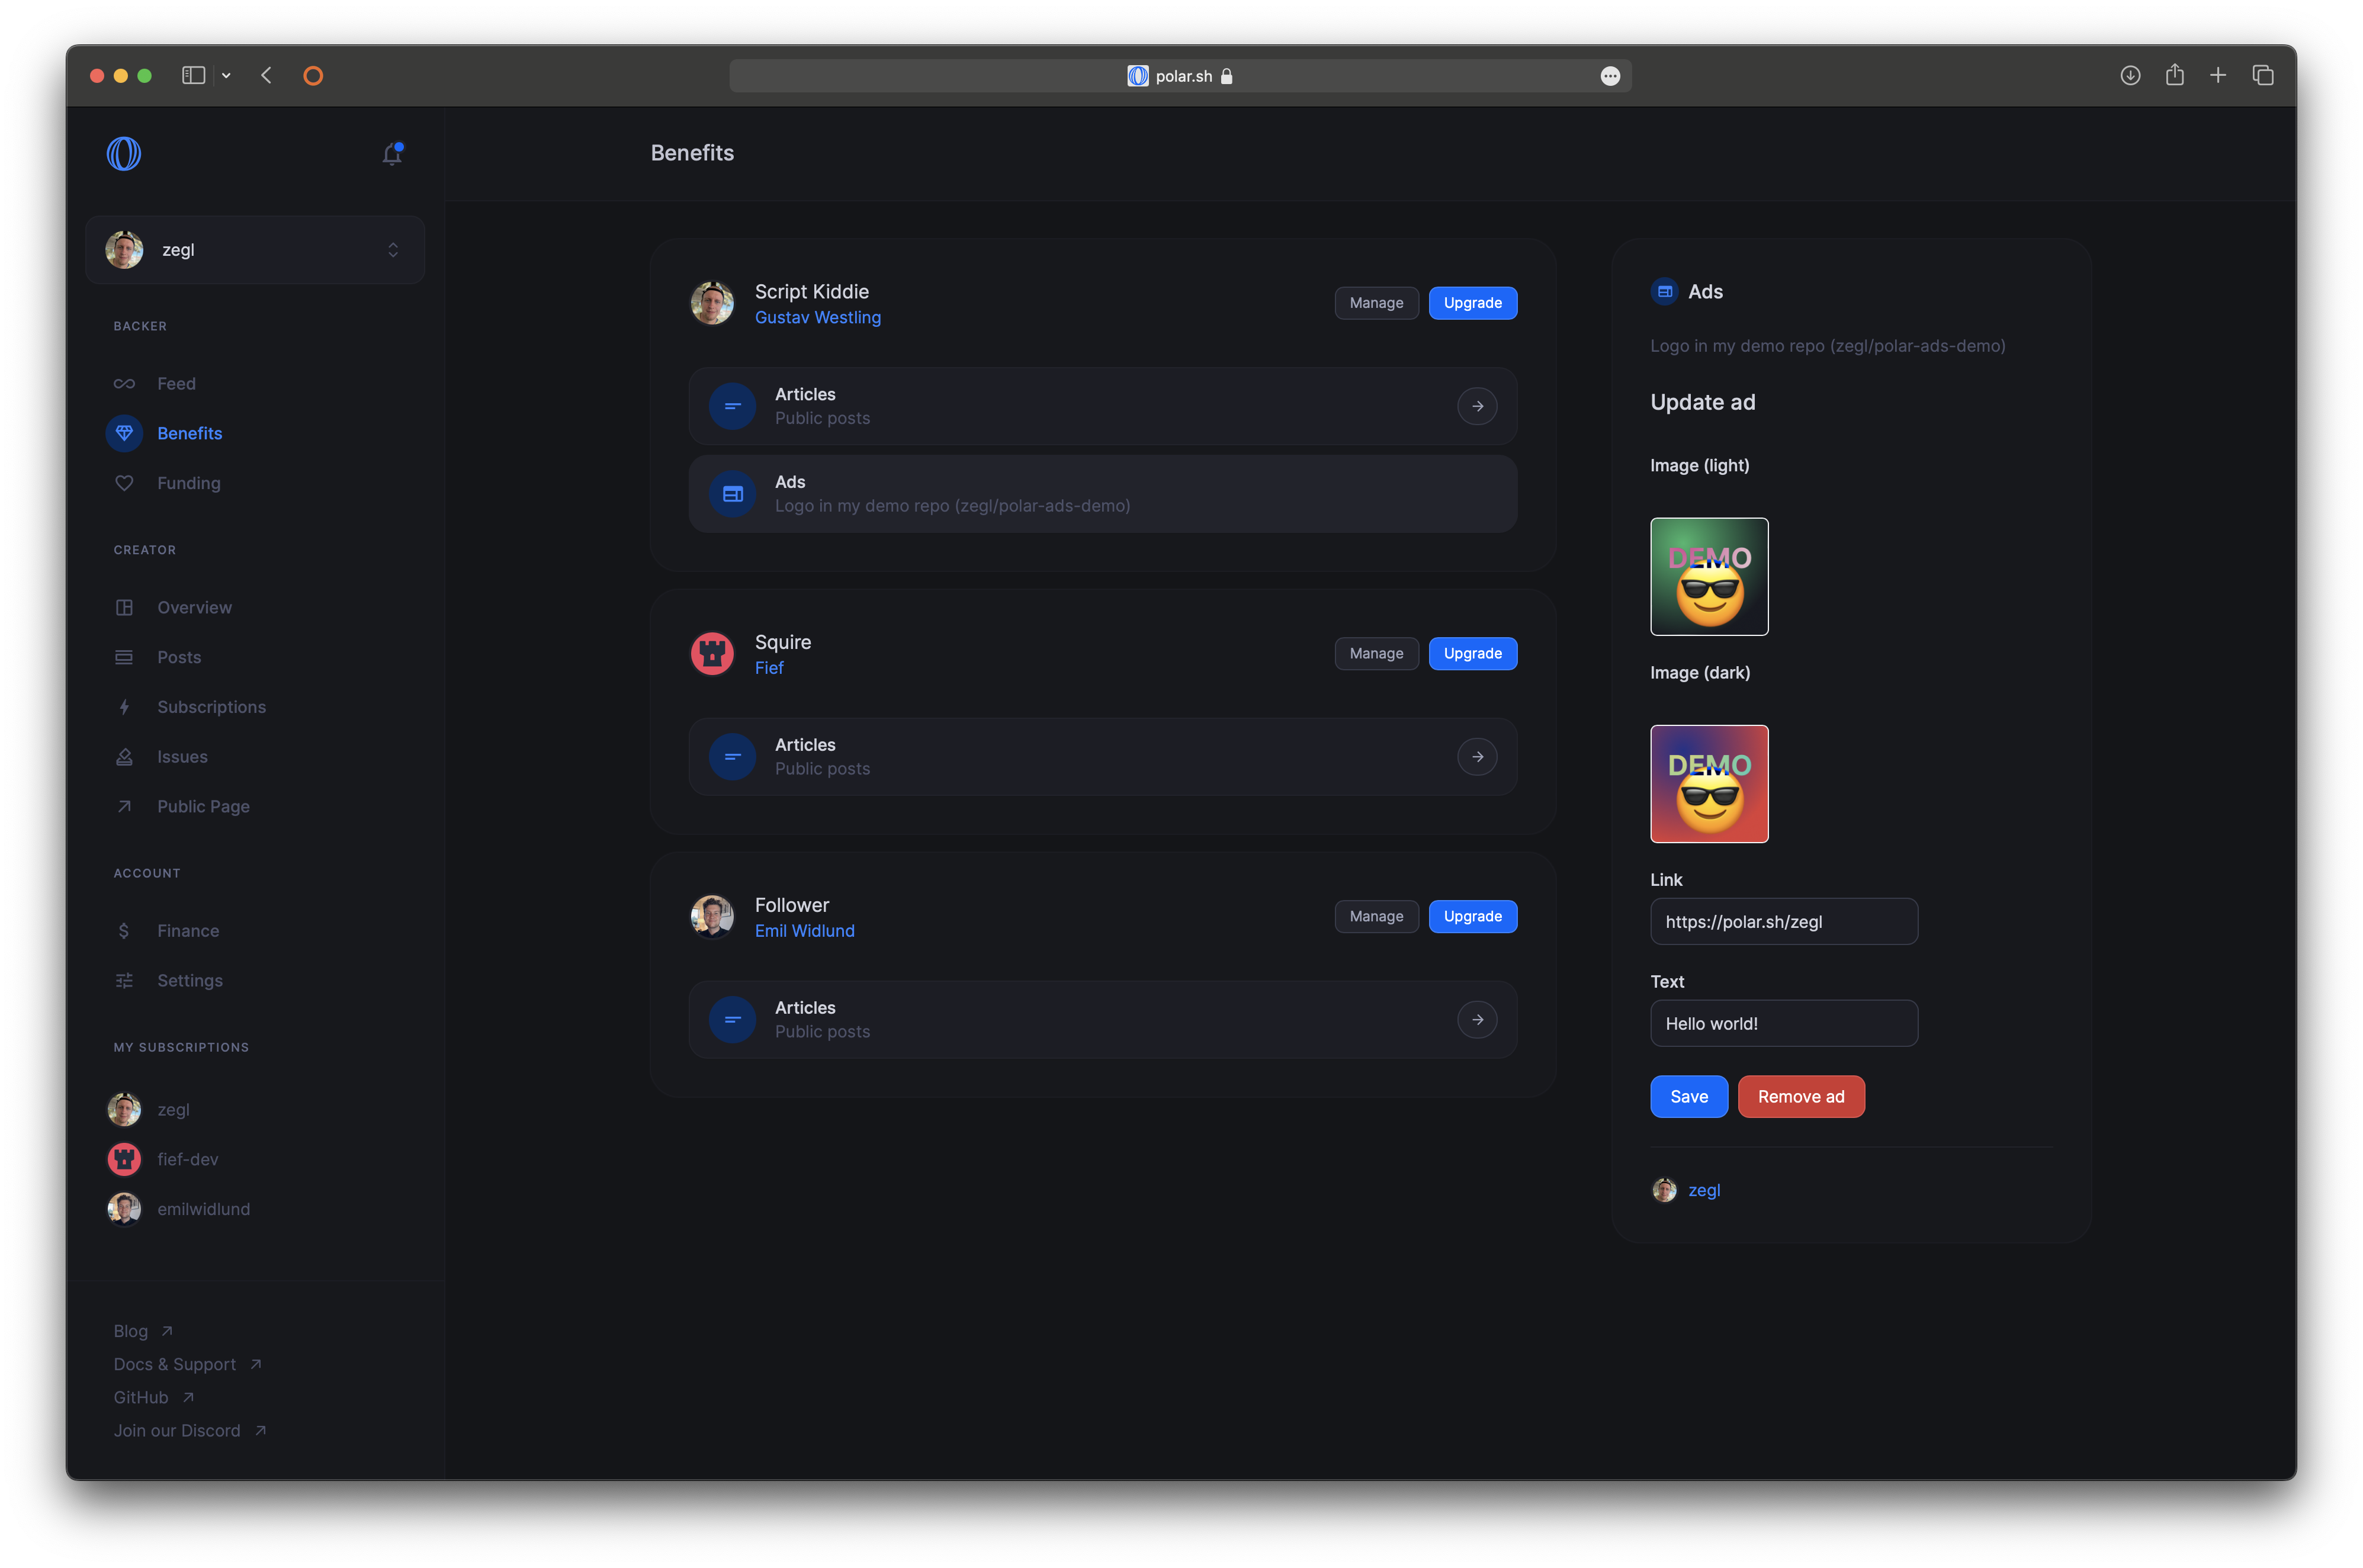 polar.sh
zegl
BACKER
Feed
Benefits
Funding
CREATOR
Overview
Posts
Subscriptions
Issues
Public Page
ACCOUNT
Finance
Settings
MY SUBSCRIPTIONS
zegl
fief-dev
emilwidlund
Blog
Docs & Support
GitHub
Join our Discord
Benefits
Script Kiddie
Gustav Westling
Manage
Upgrade
Articles
Public posts
Ads
Logo in my demo repo (zegl/polar-ads-demo)
Squire
Fief
Manage
Upgrade
Articles
Public posts
Follower
Emil Widlund
Manage
Upgrade
Articles
Public posts
Ads
Logo in my demo repo (zegl/polar-ads-demo)
Update ad
Image (light)
DEMO
Image (dark)
DEMO
Link
https://polar.sh/zegl
Text
Hello world!
Save
Remove ad
zegl